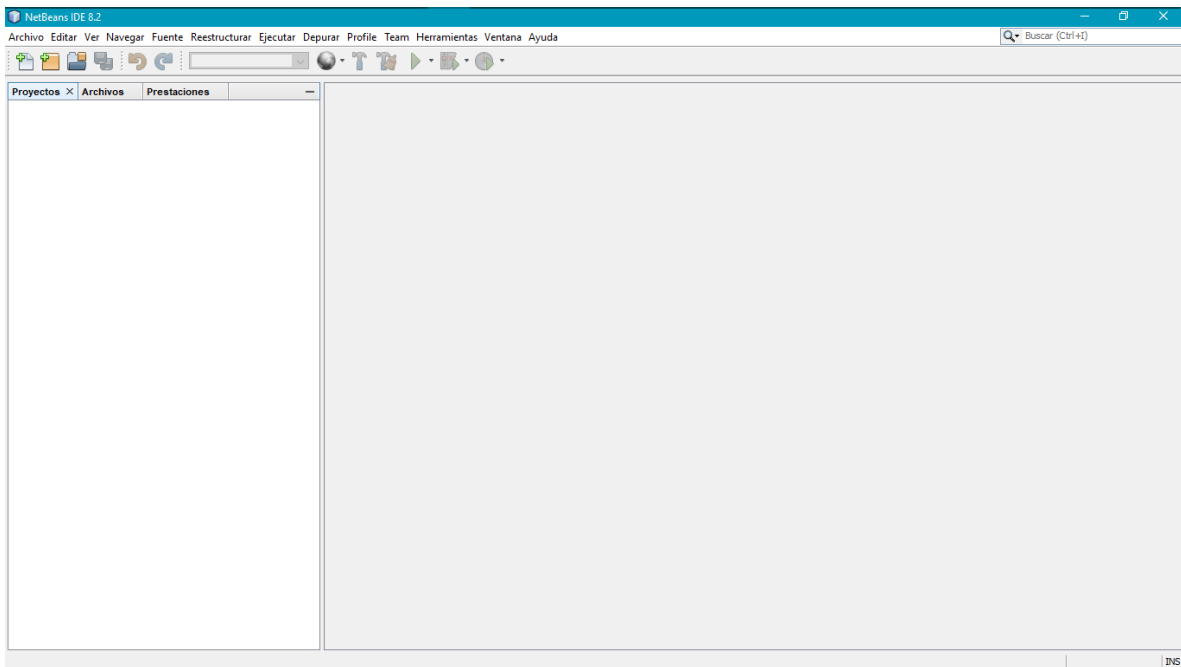 NetBeans IDE 8.2
Archivo Editar Ver Navegar Fuente Reestructurar Ejecutar Depurar Profile Team Herramientas Ventana Ayuda
Buscar (Ctrl+I)
Proyectos Archivos Prestaciones
INS